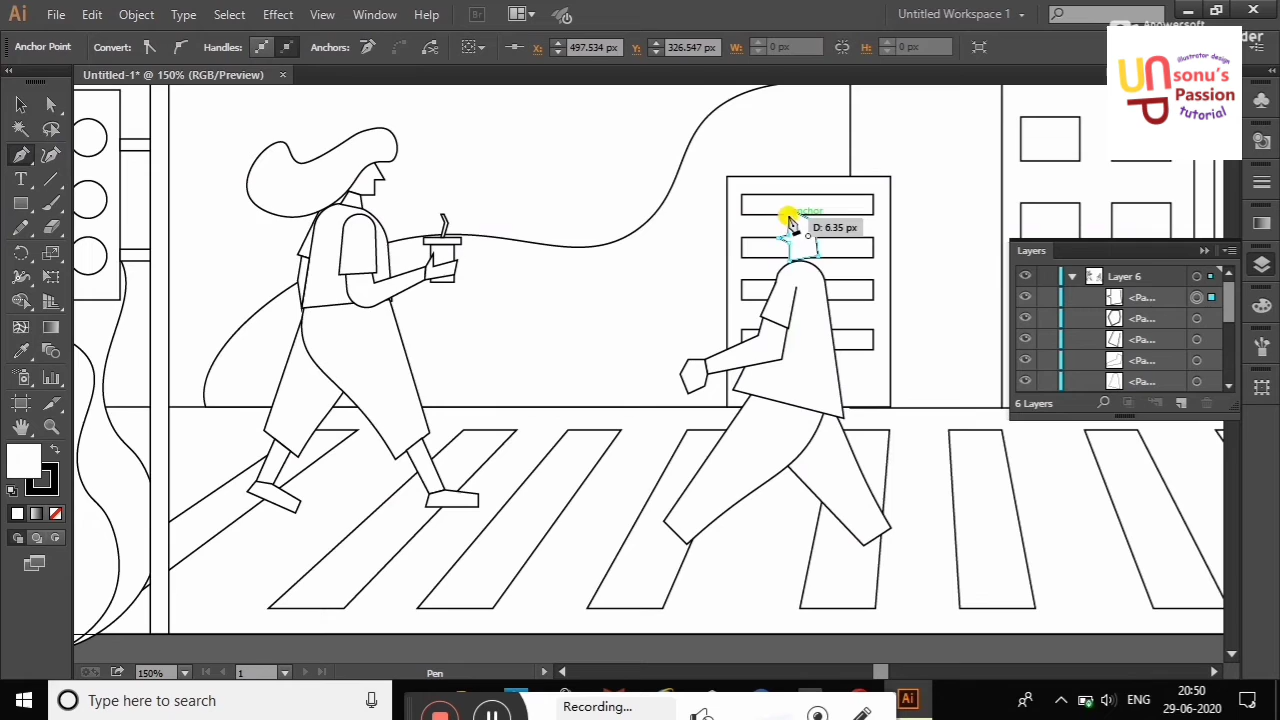 Ai File Edit Object Type Select Effect View Window Help Br Untitled Workspace 1
Anchor Point Convert: Handles: Anchors: X: 497.534 px Y: 326.547 px W: 0 px H: 0 px
Untitled-1* @ 150% (RGB/Preview)
illustrator design
UNP
sonu's
Passion
tutorial
D: 6.35 px
Layers
Layer 6
<Pa...
<Pa...
<Pa...
<Pa...
<Pa...
6 Layers
150% 1 Pen
Type here to search
Recording...
Ai
ENG
20:50
29-06-2020